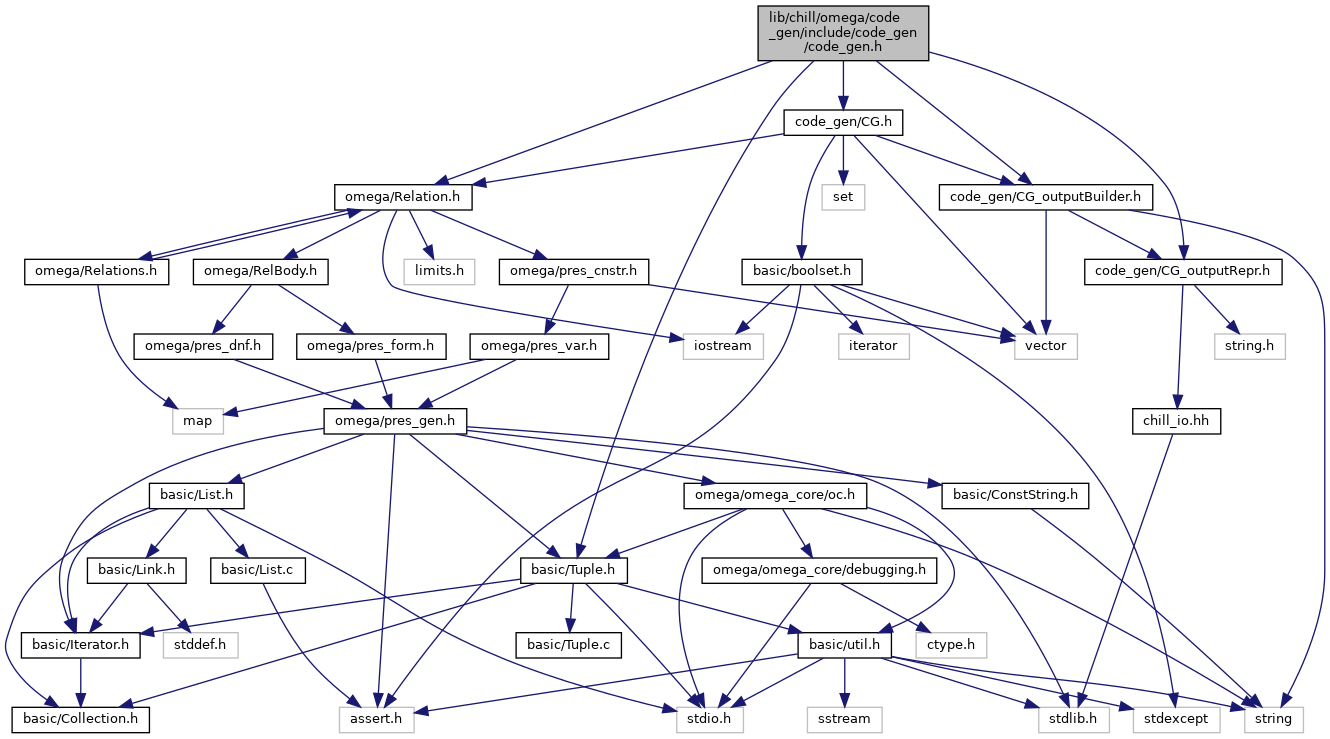 lib/chill/omega/code
_gen/include/code_gen
/code_gen.h
code_gen/CG.h
omega/Relation.h
set
code_gen/CG_outputBuilder.h
omega/Relations.h
omega/RelBody.h
limits.h
omega/pres_cnstr.h
basic/boolset.h
code_gen/CG_outputRepr.h
omega/pres_dnf.h
omega/pres_form.h
omega/pres_var.h
iostream
iterator
vector
string.h
map
omega/pres_gen.h
chill_io.hh
basic/List.h
omega/omega_core/oc.h
basic/ConstString.h
basic/Link.h
basic/List.c
basic/Tuple.h
omega/omega_core/debugging.h
basic/Iterator.h
stddef.h
basic/Tuple.c
basic/util.h
ctype.h
basic/Collection.h
assert.h
stdio.h
sstream
stdlib.h
stdexcept
string